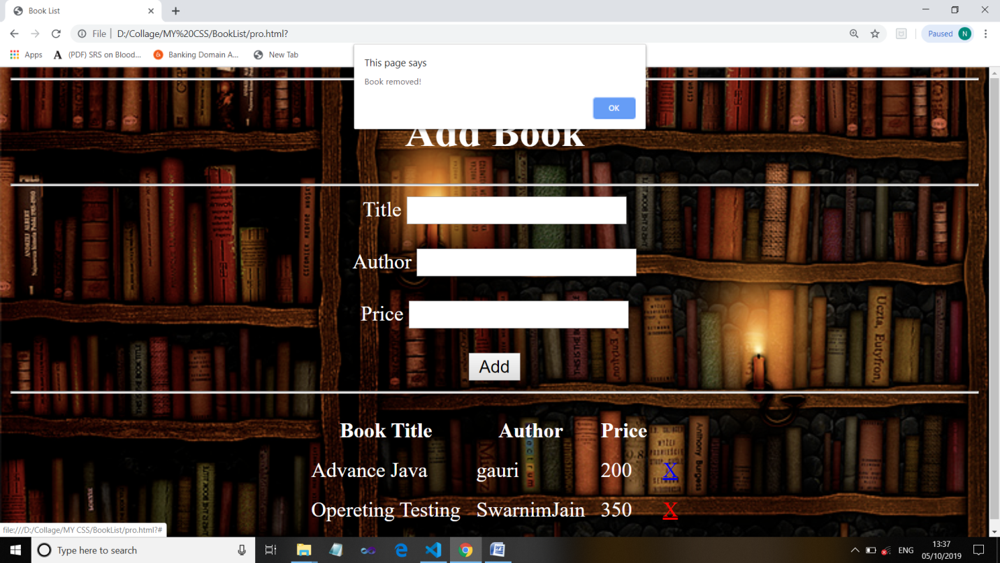 Book List
File | D:/Collage/MY%20CSS/BookList/pro.html?
Paused N
Apps
A (PDF) SRS on Blood...
Banking Domain A...
New Tab
This page says
Book removed!
OK
Add Book
Title
Author
Price
Add
Book Title Author Price
Advance Java gauri 200 X
Opereting Testing SwarnimJain 350 X
file:///D:/Collage/MY CSS/BookList/pro.html?#
Type here to search
ENG
13:37
05/10/2019